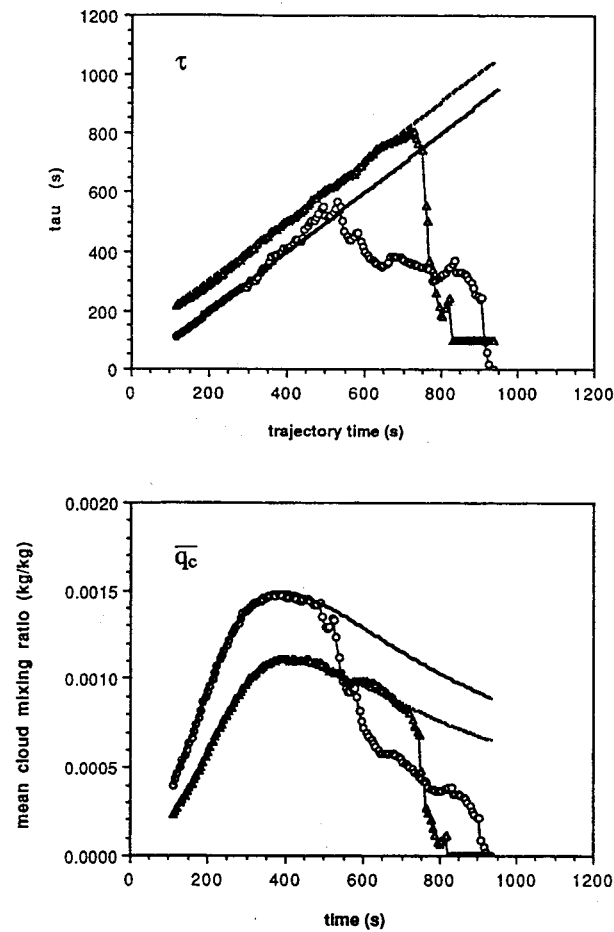 τ
1200
1000
800
600
400
200
0
tau (s)
0 200 400 600 800 1000 1200
trajectory time (s)
q̅c̅
0.0020
0.0015
0.0010
0.0005
0.0000
mean cloud mixing ratio (kg/kg)
0 200 400 600 800 1000 1200
time (s)